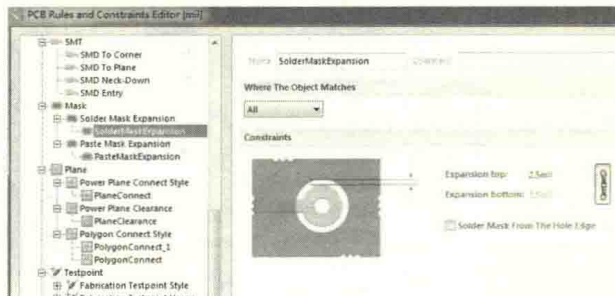 PCB Rules and Constraints Editor [mil]
SMT
SMD To Corner
SMD To Plane
SMD Neck-Down
SMD Entry
Mask
Solder Mask Expansion
SolderMaskExpansion
Paste Mask Expansion
PasteMaskExpansion
Plane
Power Plane Connect Style
PlaneConnect
Power Plane Clearance
PlaneClearance
Polygon Connect Style
PolygonConnect_1
PolygonConnect
Testpoint
Fabrication Testpoint Style
Name SolderMaskExpansion Comment
Where The Object Matches
All
Constraints
Expansion top: 2.5mil
Expansion bottom:
Solder Mask From The Hole Edge